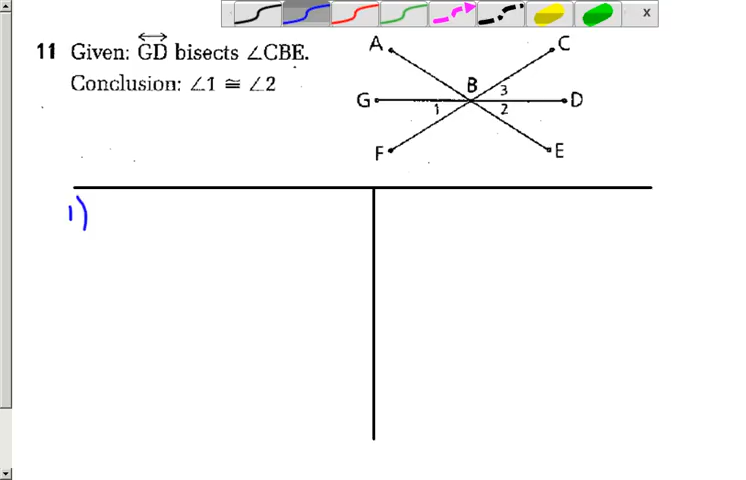 x
11 Given: GD bisects ∠CBE.
Conclusion: ∠1 ≅ ∠2
A
C
B
3
G
D
1
2
F
E
1)